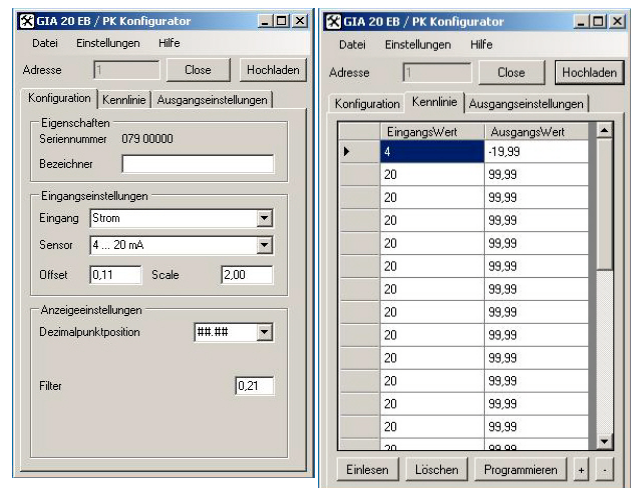 GIA 20 EB / PK Konfigurator
Datei Einstellungen Hilfe
Adresse 1 Close Hochladen
Konfiguration Kennlinie Ausgangseinstellungen
Eigenschaften
Seriennummer 079 00000
Bezeichner
Eingangseinstellungen
Eingang Strom
Sensor 4 ... 20 mA
Offset 0,11 Scale 2,00
Anzeigeeinstellungen
Dezimalpunktposition ##.##
Filter 0,21
GIA 20 EB / PK Konfigurator
Datei Einstellungen Hilfe
Adresse 1 Close Hochladen
Konfiguration Kennlinie Ausgangseinstellungen
EingangsWert AusgangsWert
4 -19,99
20 99,99
20 99,99
20 99,99
20 99,99
20 99,99
20 99,99
20 99,99
20 99,99
20 99,99
20 99,99
20 99,99
20 99,99
20 99,99
Einlesen Löschen Programmieren + -